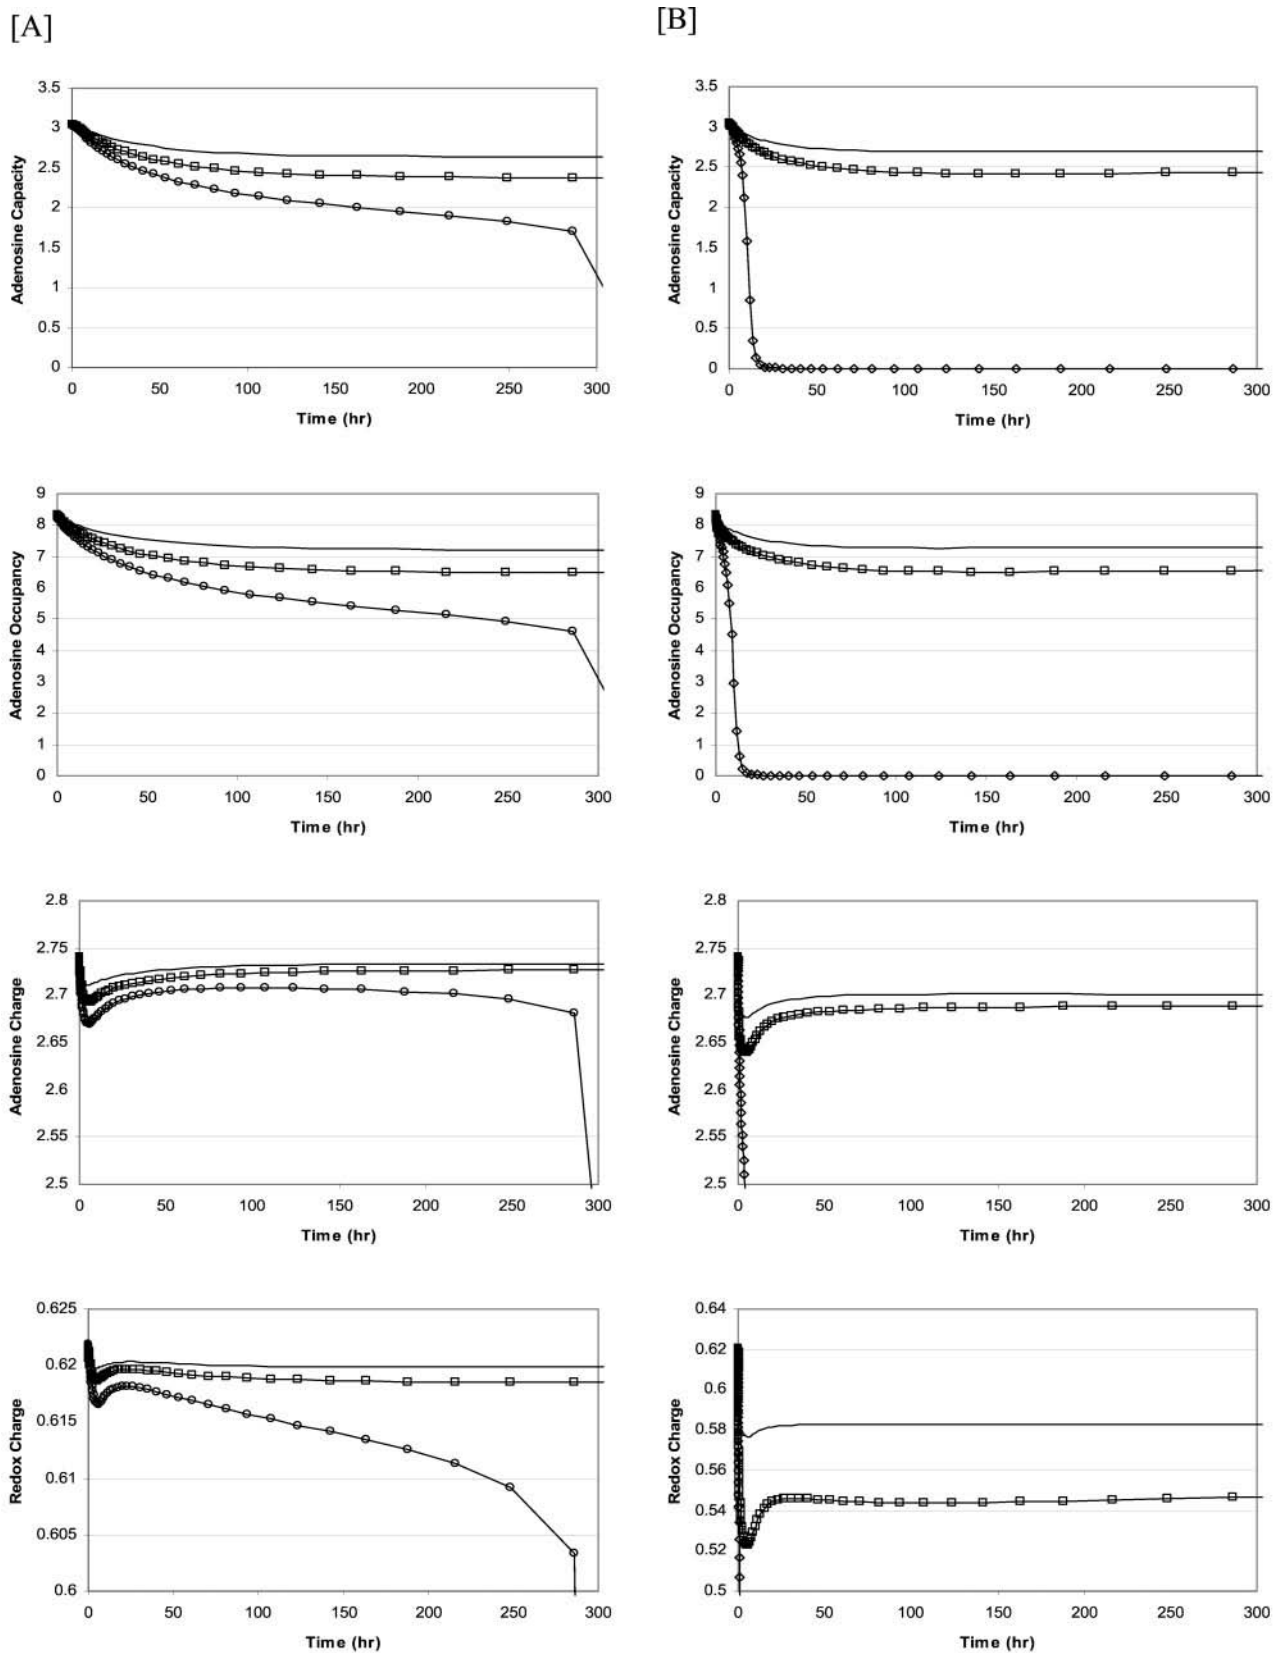 [A]
[B]
3.5
3
2.5
2
1.5
1
0.5
0
Adenosine Capacity
0 50 100 150 200 250 300
Time (hr)
3.5
3
2.5
2
1.5
1
0.5
0
Adenosine Capacity
0 50 100 150 200 250 300
Time (hr)
9
8
7
6
5
4
3
2
1
0
Adenosine Occupancy
0 50 100 150 200 250 300
Time (hr)
9
8
7
6
5
4
3
2
1
0
Adenosine Occupancy
0 50 100 150 200 250 300
Time (hr)
2.8
2.75
2.7
2.65
2.6
2.55
2.5
Adenosine Charge
0 50 100 150 200 250 300
Time (hr)
2.8
2.75
2.7
2.65
2.6
2.55
2.5
Adenosine Charge
0 50 100 150 200 250 300
Time (hr)
0.625
0.62
0.615
0.61
0.605
0.6
Redox Charge
0 50 100 150 200 250 300
Time (hr)
0.64
0.62
0.6
0.58
0.56
0.54
0.52
0.5
Redox Charge
0 50 100 150 200 250 300
Time (hr)